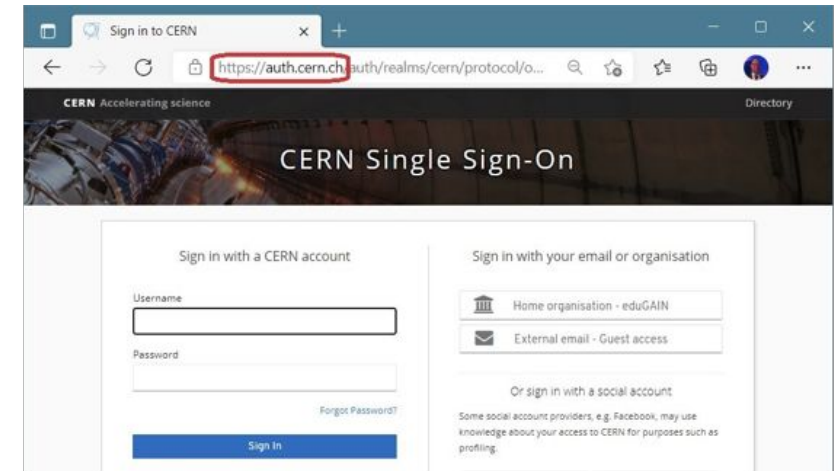 Sign in to CERN
https://auth.cern.ch/auth/realms/cern/protocol/o...
CERN Accelerating science
Directory
CERN Single Sign-On
Sign in with a CERN account
Username
Password
Forgot Password?
Sign In
Sign in with your email or organisation
Home organisation - eduGAIN
External email - Guest access
Or sign in with a social account
Some social account providers, e.g. Facebook, may use
knowledge about your access to CERN for purposes such as
profiling.